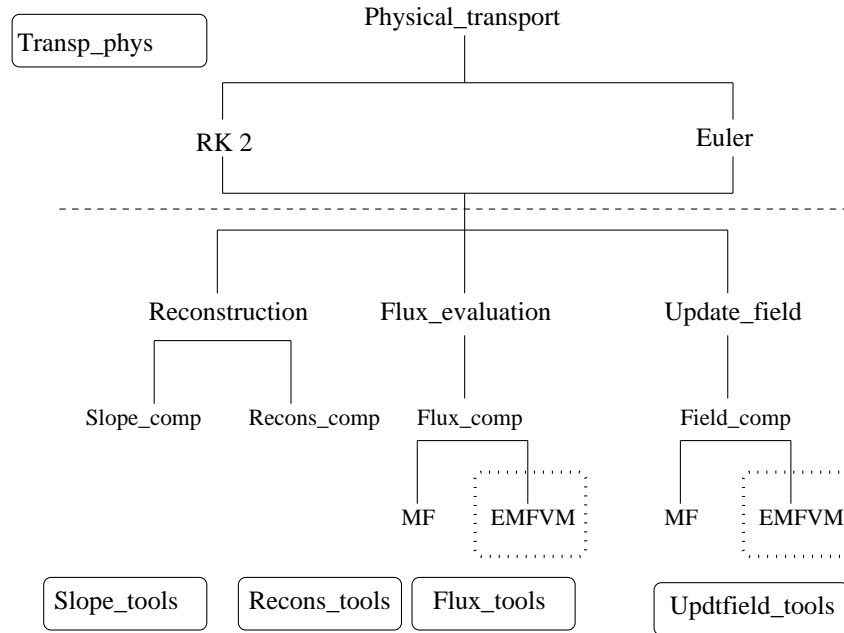 Physical_transport
Transp_phys
RK 2
Euler
Reconstruction
Flux_evaluation
Update_field
Slope_comp
Recons_comp
Flux_comp
Field_comp
MF
EMFVM
MF
EMFVM
Slope_tools
Recons_tools
Flux_tools
Updtfield_tools